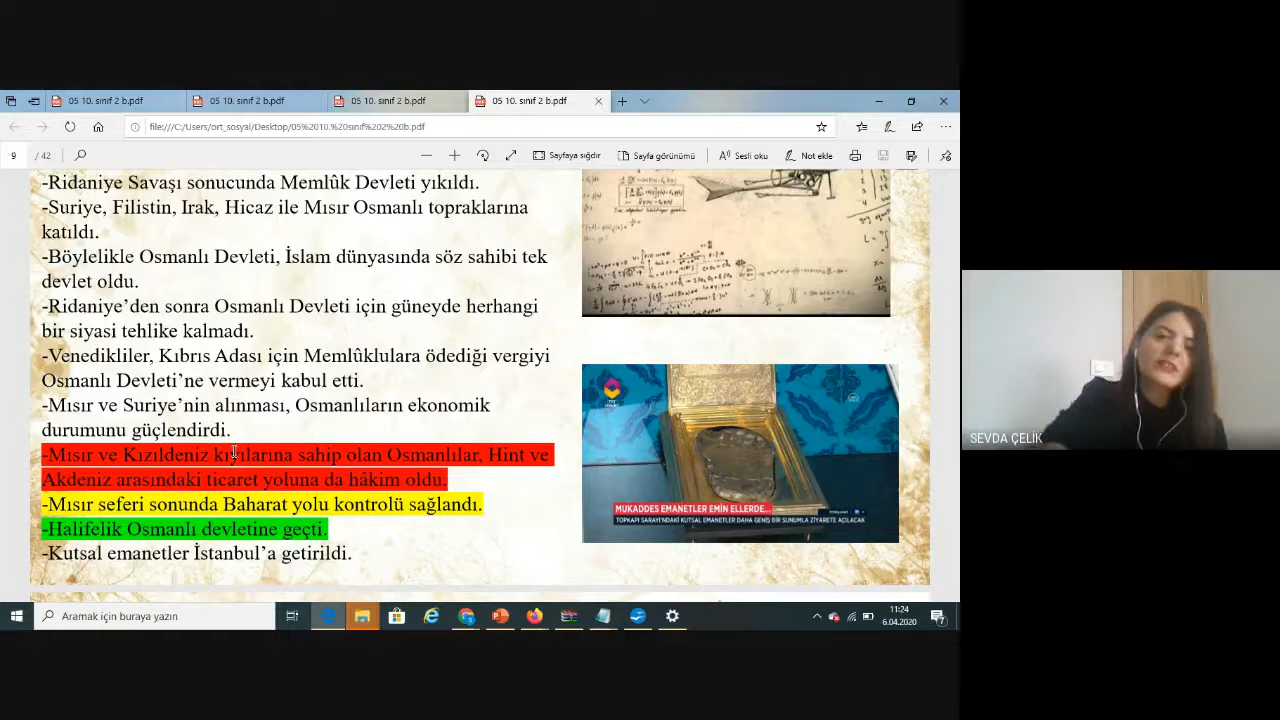 05 10. sınıf 2 b.pdf
05 10. sınıf 2 b.pdf
05 10. sınıf 2 b.pdf
05 10. sınıf 2 b.pdf
file:///C:/Users/ort_sosyal/Desktop/05%2010.%20sınıf%202%20b.pdf
9 / 42
Sayfaya sığdır
Sayfa görünümü
Sesli oku
Not ekle
-Ridaniye Savaşı sonucunda Memlûk Devleti yıkıldı.
-Suriye, Filistin, Irak, Hicaz ile Mısır Osmanlı topraklarına
katıldı.
-Böylelikle Osmanlı Devleti, İslam dünyasında söz sahibi tek
devlet oldu.
-Ridaniye’den sonra Osmanlı Devleti için güneyde herhangi
bir siyasi tehlike kalmadı.
-Venedikliler, Kıbrıs Adası için Memlûklulara ödediği vergiyi
Osmanlı Devleti’ne vermeyi kabul etti.
-Mısır ve Suriye’nin alınması, Osmanlıların ekonomik
durumunu güçlendirdi.
-Mısır ve Kızıldeniz kıyılarına sahip olan Osmanlılar, Hint ve
Akdeniz arasındaki ticaret yoluna da hâkim oldu.
-Mısır seferi sonunda Baharat yolu kontrolü sağlandı.
-Halifelik Osmanlı devletine geçti.
-Kutsal emanetler İstanbul’a getirildi.
MUKADDES EMANETLER EMİN ELLERDE...
TOPKAPI SARAYI'NDAKİ KUTSAL EMANETLER DAHA GENİŞ BİR SUNUMLA ZİYARETE AÇILACAK
SEVDA ÇELİK
Aramak için buraya yazın
11:24
6.04.2020